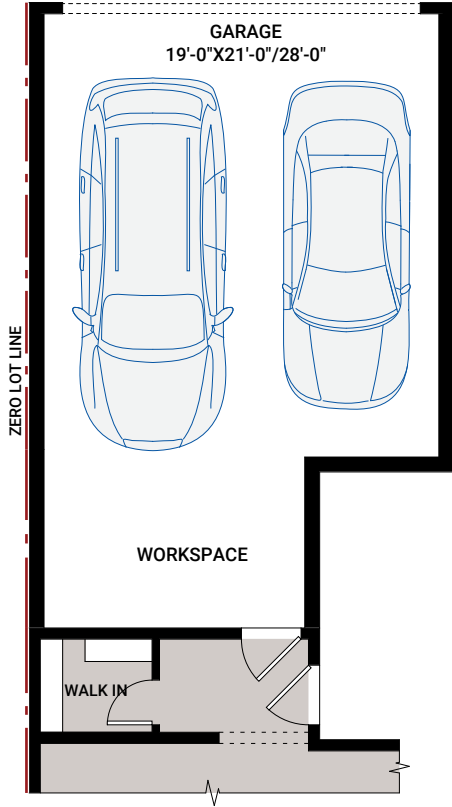 GARAGE
19'-0"X21'-0"/28'-0"
ZERO LOT LINE
WORKSPACE
WALK IN